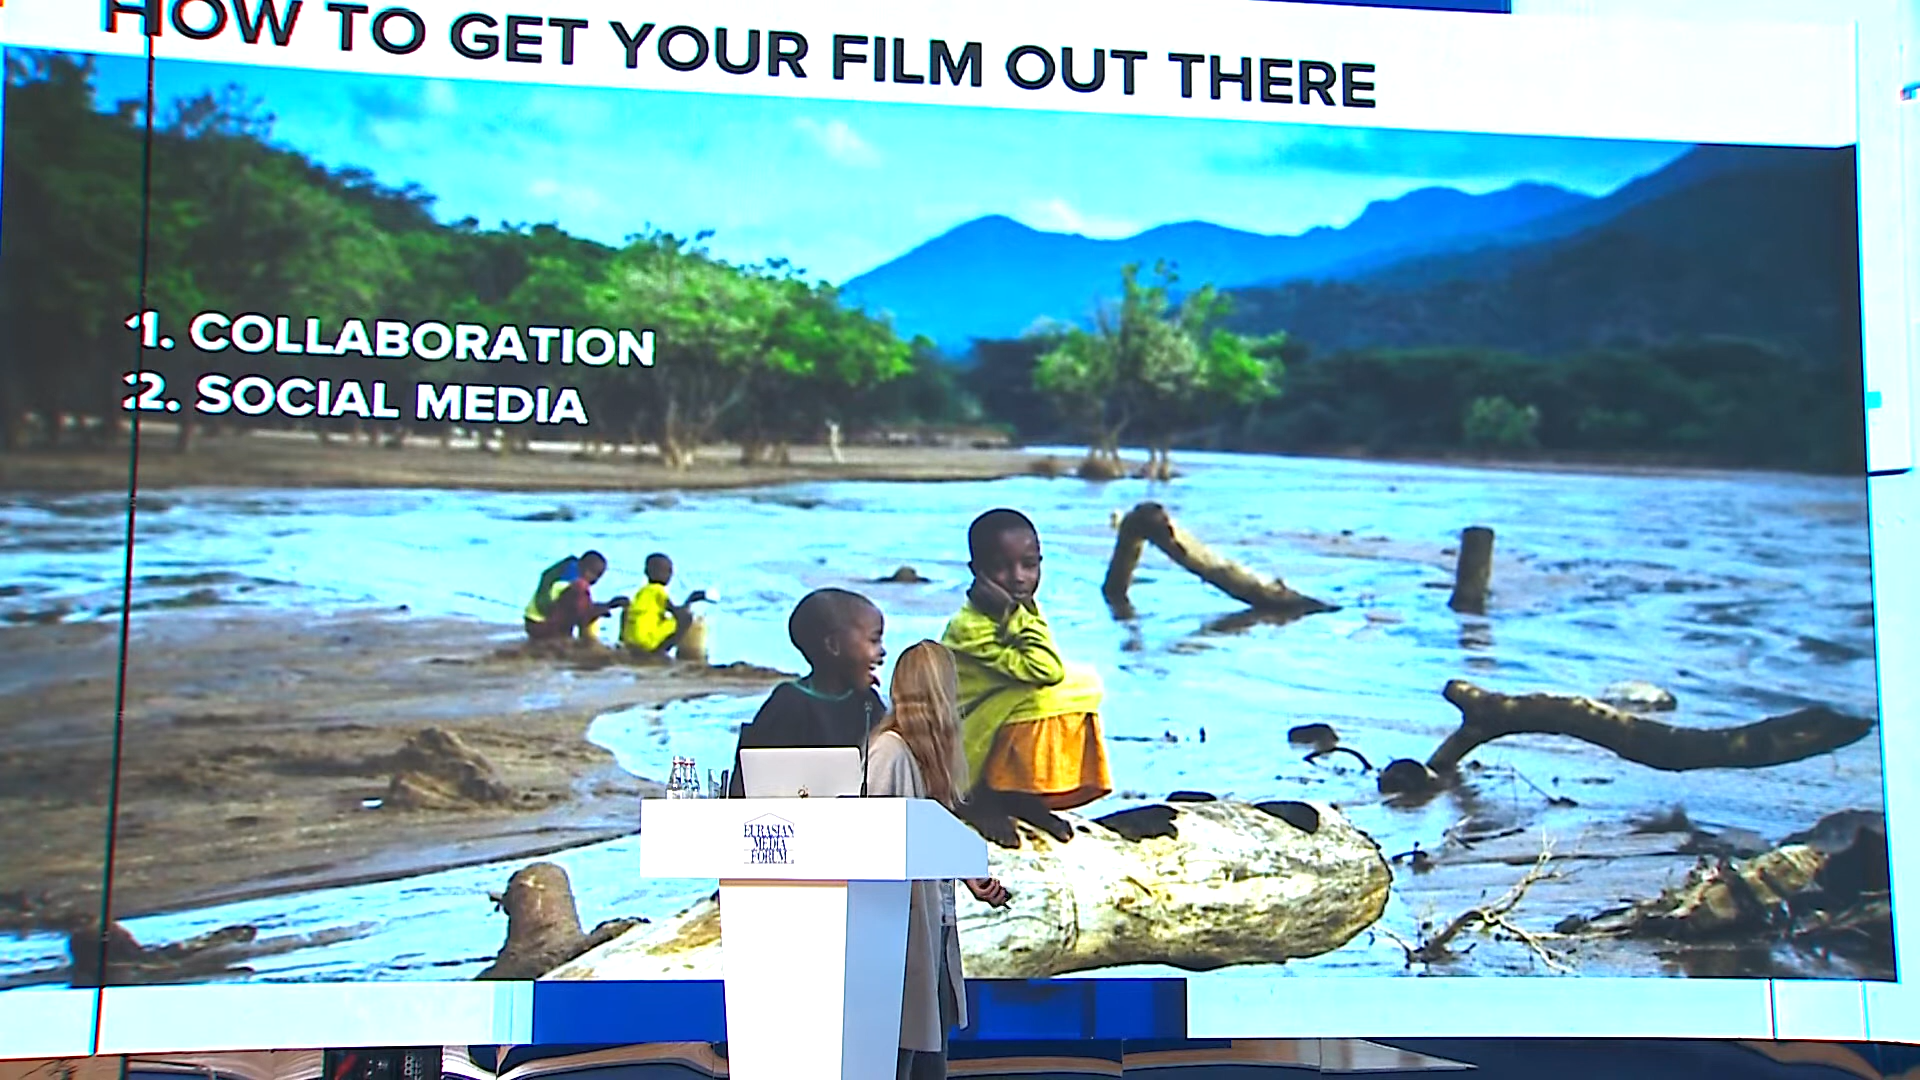 HOW TO GET YOUR FILM OUT THERE
1. COLLABORATION
2. SOCIAL MEDIA
EURASIAN
MEDIA
FORUM